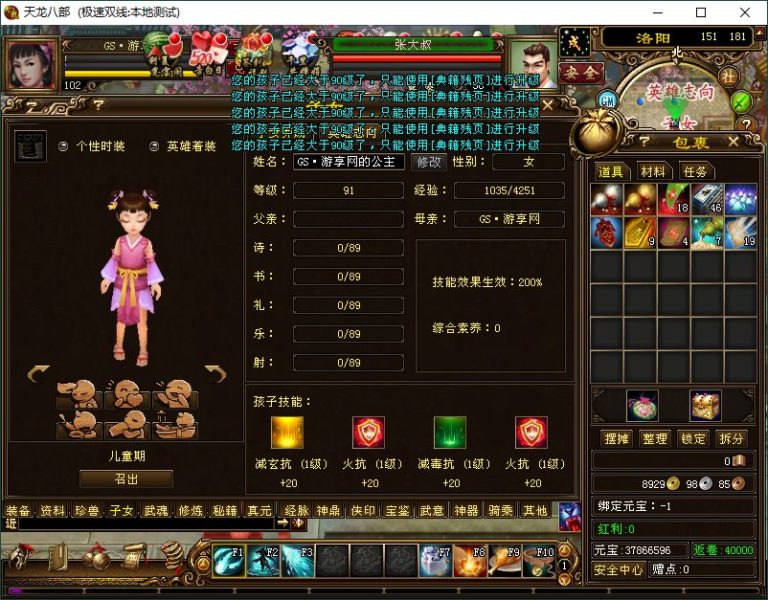 天龙八部 (极速双线:本地测试)
GS·游
张大叔
洛阳 151 181
北
安全
GM
社
英雄志向
子女
102
您的孩子已经大于90级了，只能使用[典籍残页]进行升级
您的孩子已经大于90级了，只能使用[典籍残页]进行升级
您的孩子已经大于90级了，只能使用[典籍残页]进行升级
您的孩子已经大于90级了，只能使用[典籍残页]进行升级
您的孩子已经大于90级了，只能使用[典籍残页]进行升级
英雄志向
个性时装
英雄着装
姓名： GS·游享网的公主 修改 性别： 女
等级： 91 经验： 1035/4251
父亲： 母亲： GS·游享网
诗： 0/89
书： 0/89
礼： 0/89
乐： 0/89
射： 0/89
技能效果生效：200%
综合素养：0
孩子技能：
减玄抗 (1级) 火抗 (1级) 减毒抗 (1级) 火抗 (1级)
+20 +20 +20 +20
儿童期
召出
包裹
道具 材料 任务
18 46
9 4 7 19
摆摊 整理 锁定 拆分
0
8929 98 85
绑定元宝：-1
红利:0
元宝:37866596 返卷:40000
安全中心 赠点:0
装备 资料 珍兽 子女 武魂 修炼 秘籍 真元 经脉 神鼎 侠印 宝鉴 武意 神器 骑乘 其他
近
F1 F2 F3 F7 F8 F9 F10
1